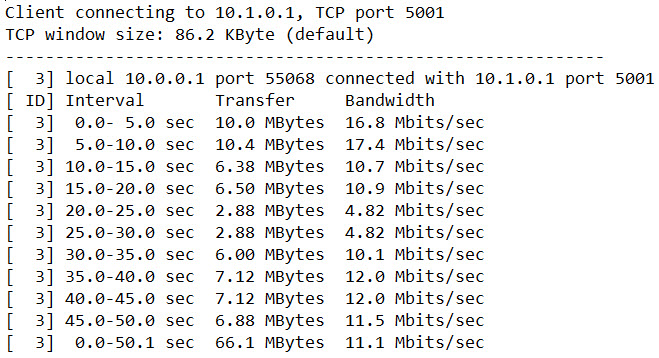 Client connecting to 10.1.0.1, TCP port 5001
TCP window size: 86.2 KByte (default)
------------------------------------------------------------
[  3] local 10.0.0.1 port 55068 connected with 10.1.0.1 port 5001
[ ID] Interval       Transfer     Bandwidth
[  3]  0.0- 5.0 sec  10.0 MBytes  16.8 Mbits/sec
[  3]  5.0-10.0 sec  10.4 MBytes  17.4 Mbits/sec
[  3] 10.0-15.0 sec  6.38 MBytes  10.7 Mbits/sec
[  3] 15.0-20.0 sec  6.50 MBytes  10.9 Mbits/sec
[  3] 20.0-25.0 sec  2.88 MBytes  4.82 Mbits/sec
[  3] 25.0-30.0 sec  2.88 MBytes  4.82 Mbits/sec
[  3] 30.0-35.0 sec  6.00 MBytes  10.1 Mbits/sec
[  3] 35.0-40.0 sec  7.12 MBytes  12.0 Mbits/sec
[  3] 40.0-45.0 sec  7.12 MBytes  12.0 Mbits/sec
[  3] 45.0-50.0 sec  6.88 MBytes  11.5 Mbits/sec
[  3]  0.0-50.1 sec  66.1 MBytes  11.1 Mbits/sec